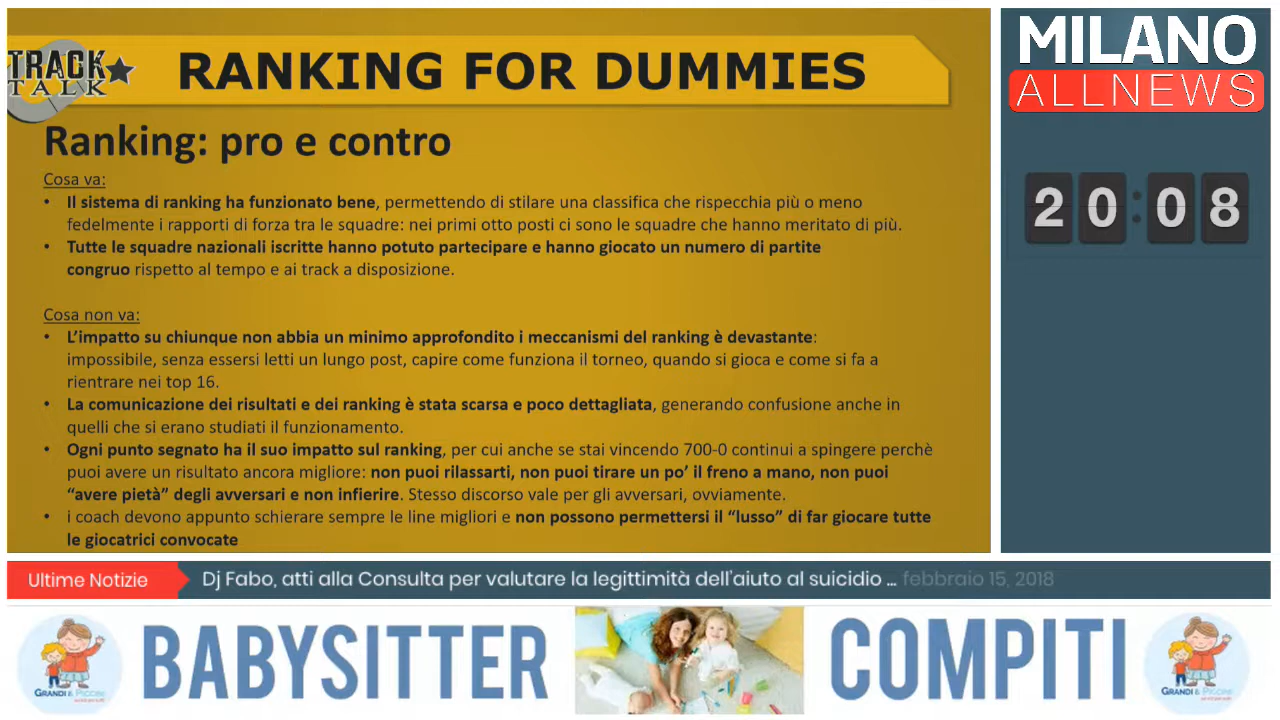 TRACK
TALK
RANKING FOR DUMMIES
Ranking: pro e contro
Cosa va:
• Il sistema di ranking ha funzionato bene, permettendo di stilare una classifica che rispecchia più o meno
fedelmente i rapporti di forza tra le squadre: nei primi otto posti ci sono le squadre che hanno meritato di più.
• Tutte le squadre nazionali iscritte hanno potuto partecipare e hanno giocato un numero di partite
congruo rispetto al tempo e ai track a disposizione.
Cosa non va:
• L’impatto su chiunque non abbia un minimo approfondito i meccanismi del ranking è devastante:
impossibile, senza essersi letti un lungo post, capire come funziona il torneo, quando si gioca e come si fa a
rientrare nei top 16.
• La comunicazione dei risultati e dei ranking è stata scarsa e poco dettagliata, generando confusione anche in
quelli che si erano studiati il funzionamento.
• Ogni punto segnato ha il suo impatto sul ranking, per cui anche se stai vincendo 700-0 continui a spingere perchè
puoi avere un risultato ancora migliore: non puoi rilassarti, non puoi tirare un po’ il freno a mano, non puoi
“avere pietà” degli avversari e non infierire. Stesso discorso vale per gli avversari, ovviamente.
• i coach devono appunto schierare sempre le line migliori e non possono permettersi il “lusso” di far giocare tutte
le giocatrici convocate
MILANO
ALLNEWS
20:08
Ultime Notizie
Dj Fabo, atti alla Consulta per valutare la legittimità dell'aiuto al suicidio ... febbraio 15, 2018
BABYSITTER
COMPITI
GRANDI E PICCINI
GRANDI E PICCINI